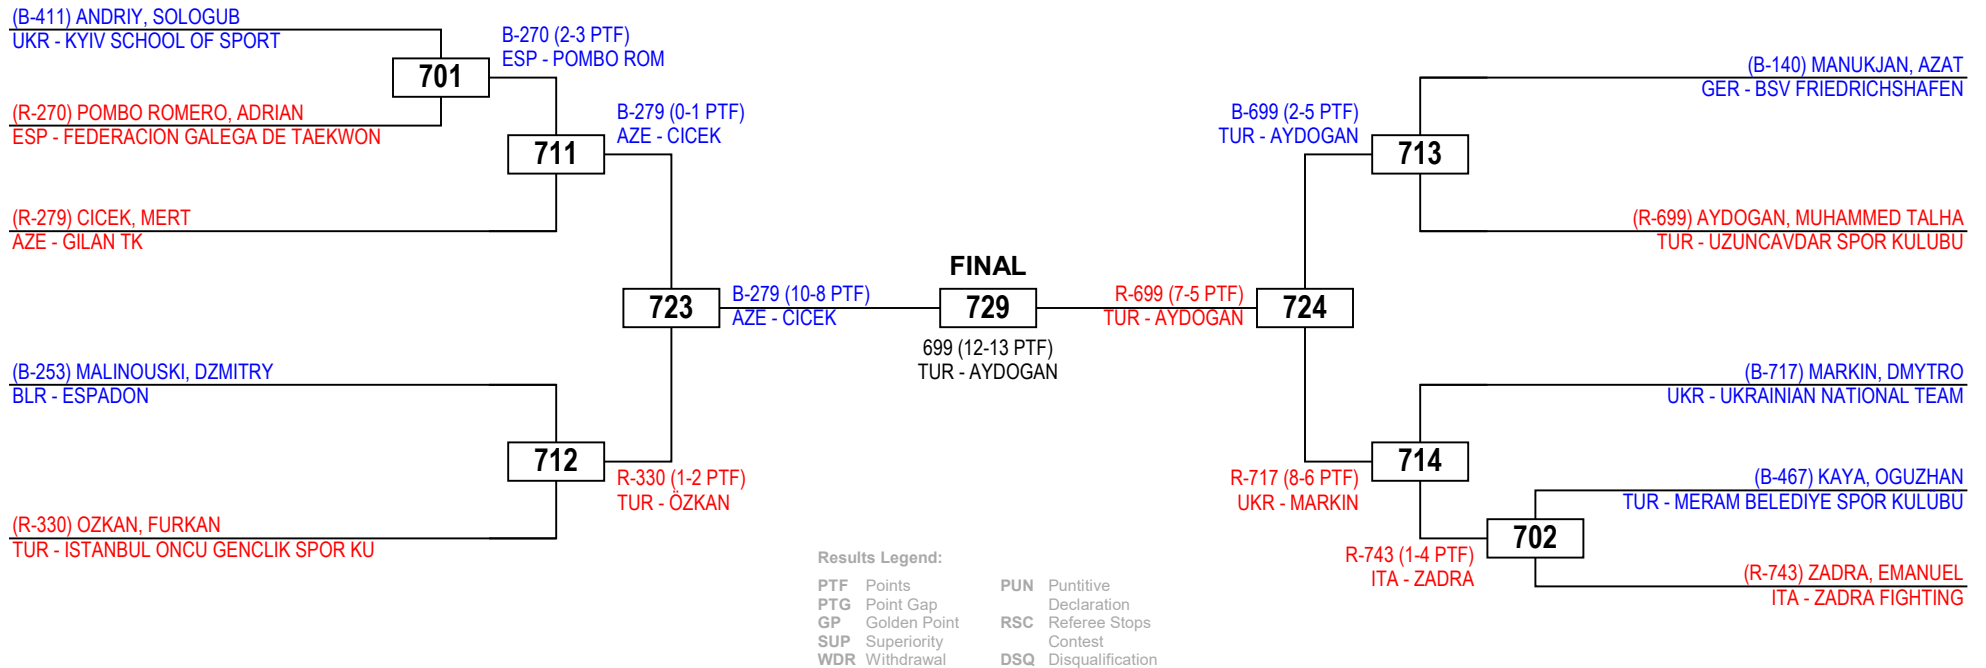 (B-411) ANDRIY, SOLOGUB
UKR - KYIV SCHOOL OF SPORT
701
B-270 (2-3 PTF)
ESP - POMBO ROM
(R-270) POMBO ROMERO, ADRIAN
ESP - FEDERACION GALEGA DE TAEKWON
711
B-279 (0-1 PTF)
AZE - CICEK
(R-279) CICEK, MERT
AZE - GILAN TK
723
B-279 (10-8 PTF)
AZE - CICEK
(B-253) MALINOUSKI, DZMITRY
BLR - ESPADON
712
R-330 (1-2 PTF)
TUR - ÖZKAN
(R-330) OZKAN, FURKAN
TUR - ISTANBUL ONCU GENCLIK SPOR KU
FINAL
729
699 (12-13 PTF)
TUR - AYDOGAN
(B-140) MANUKJAN, AZAT
GER - BSV FRIEDRICHSHAFEN
B-699 (2-5 PTF)
TUR - AYDOGAN
713
(R-699) AYDOGAN, MUHAMMED TALHA
TUR - UZUNCAVDAR SPOR KULUBU
R-699 (7-5 PTF)
TUR - AYDOGAN
724
(B-717) MARKIN, DMYTRO
UKR - UKRAINIAN NATIONAL TEAM
714
R-717 (8-6 PTF)
UKR - MARKIN
(B-467) KAYA, OGUZHAN
TUR - MERAM BELEDIYE SPOR KULUBU
702
R-743 (1-4 PTF)
ITA - ZADRA
(R-743) ZADRA, EMANUEL
ITA - ZADRA FIGHTING
Results Legend:
PTF Points
PTG Point Gap
GP Golden Point
SUP Superiority
WDR Withdrawal
PUN Puntitive
Declaration
RSC Referee Stops
Contest
DSQ Disqualification